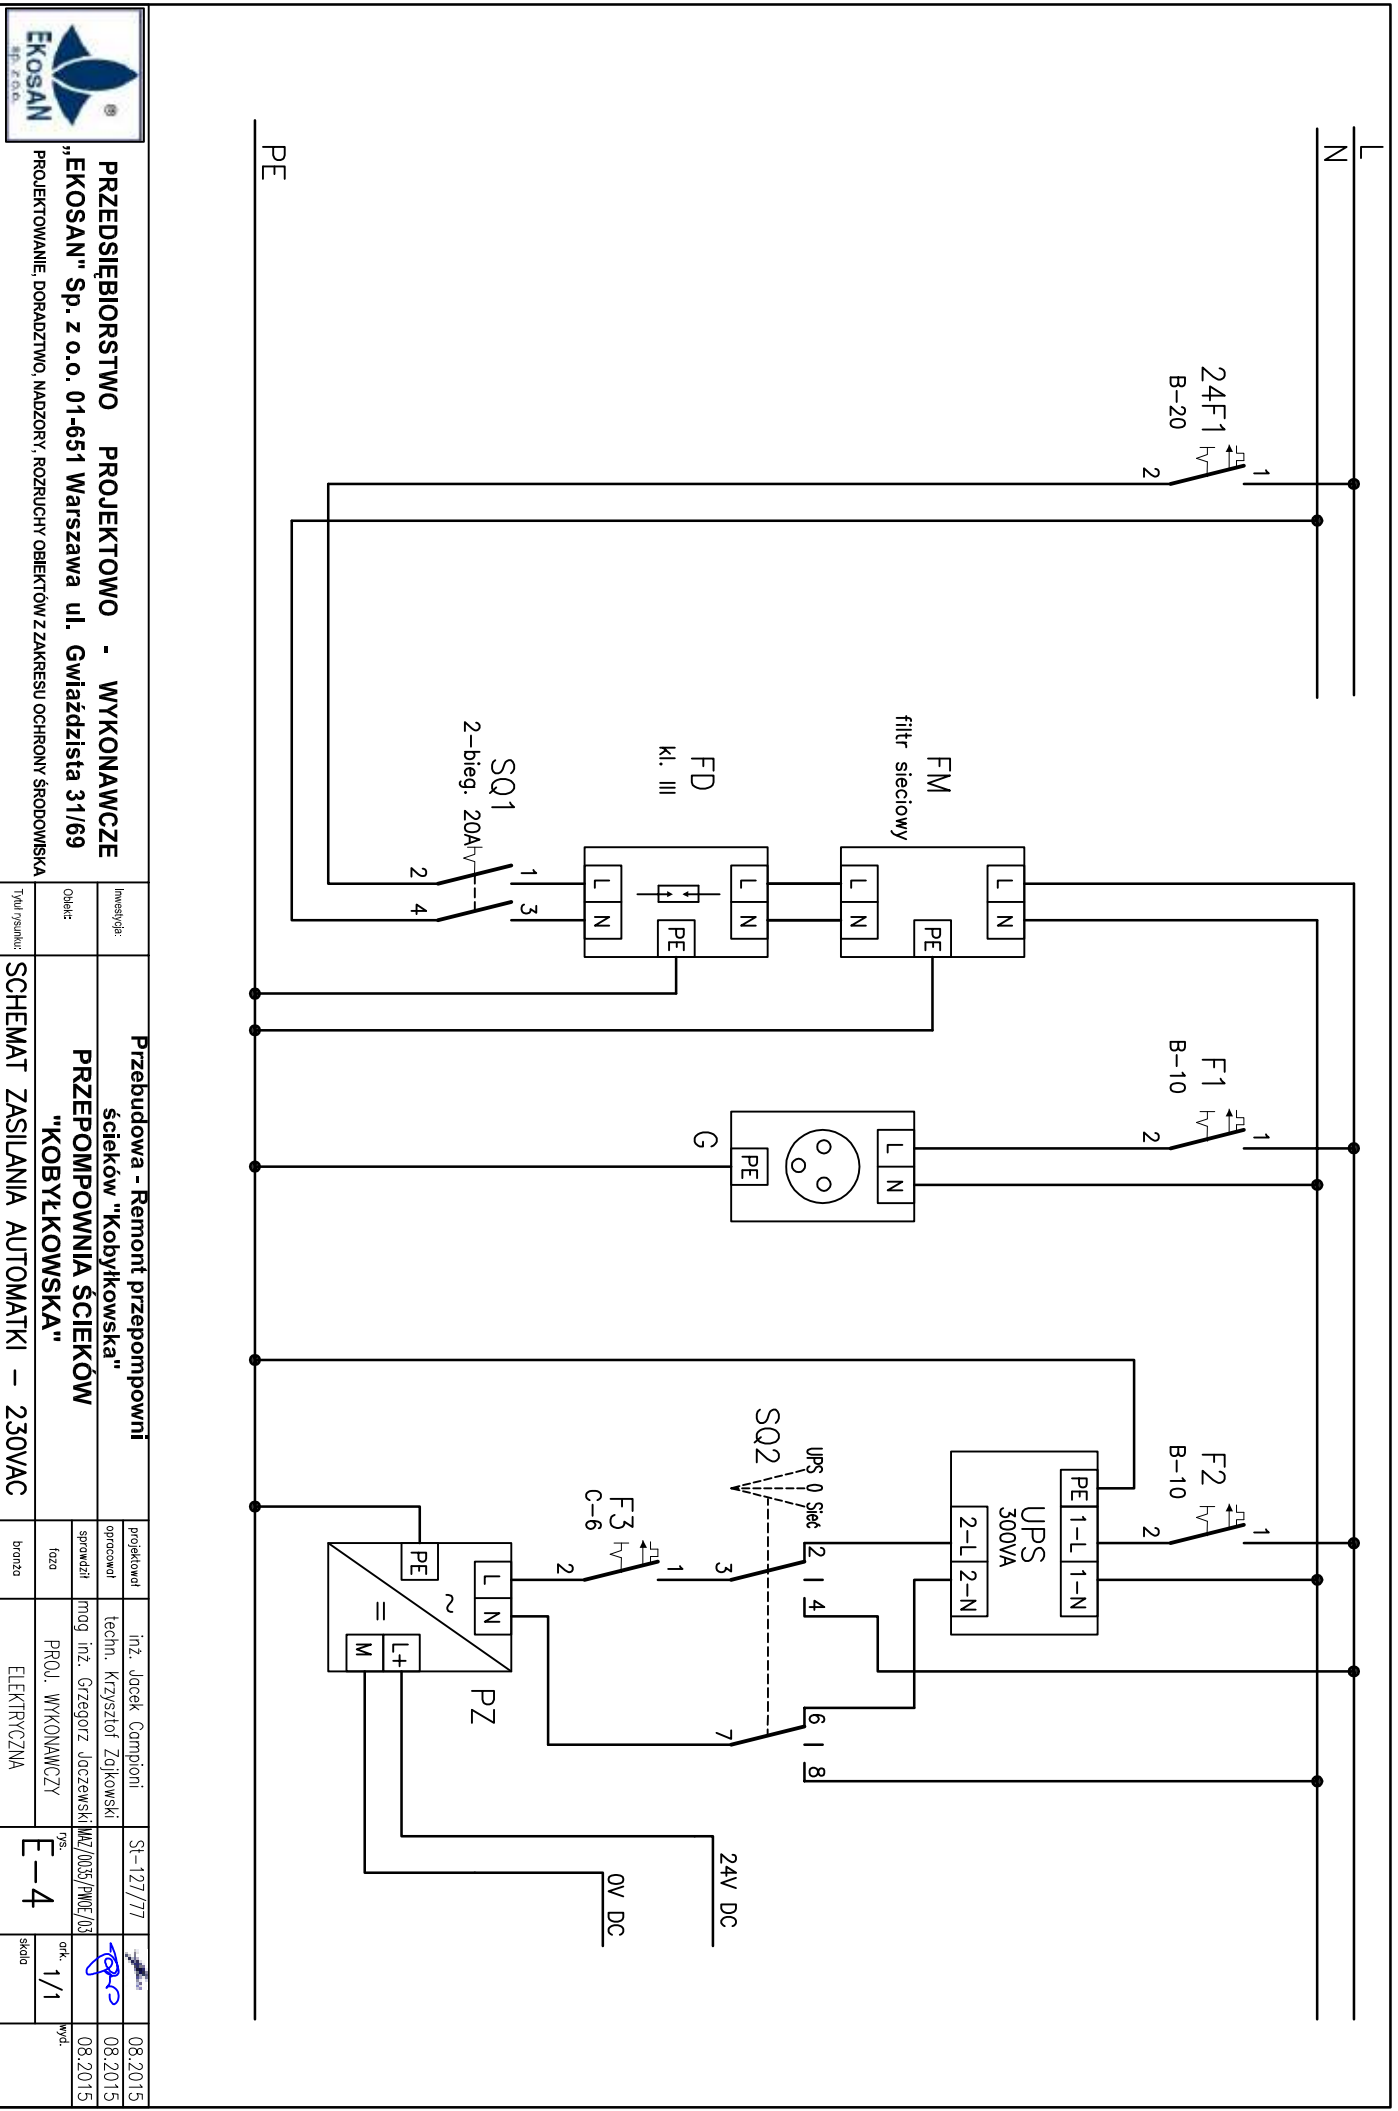 L
N
PE
24F1
B-20
1
2
FM
filtr sieciowy
L
N
PE
L
N
FD
kl. III
L
N
PE
L
N
SQ1
2-bieg. 20A
1
3
2
4
F1
B-10
1
2
L
N
PE
G
F2
B-10
1
2
PE
1-L
1-N
UPS
300VA
2-L
2-N
SQ2
UPS 0 Sieć
2
4
3
6
8
7
F3
C-6
1
2
PE
L
N
~
=
M
L+
PZ
24V DC
0V DC
®
EKOSAN
sp. z o.o.
PRZEDSIĘBIORSTWO PROJEKTOWO - WYKONAWCZE
„EKOSAN" Sp. z o.o. 01-651 Warszawa ul. Gwiaździsta 31/69
PROJEKTOWANIE, DORADZTWO, NADZORY, ROZRUCHY OBIEKTÓW Z ZAKRESU OCHRONY ŚRODOWISKA
Inwestycja:
Przebudowa - Remont przepompowni
ścieków "Kobyłkowska"
Obiekt:
PRZEPOMPOWNIA ŚCIEKÓW
"KOBYŁKOWSKA"
Tytuł rysunku:
SCHEMAT ZASILANIA AUTOMATKI - 230VAC
projektował
inż. Jacek Campioni
St-127/77
08.2015
opracował
techn. Krzysztof Zajkowski
08.2015
sprawdził
mag inż. Grzegorz Jaczewski
MAZ/0035/PWOE/03
08.2015
faza
PROJ. WYKONAWCZY
rys.
E-4
ark.
1/1
wyd.
branża
ELEKTRYCZNA
skala